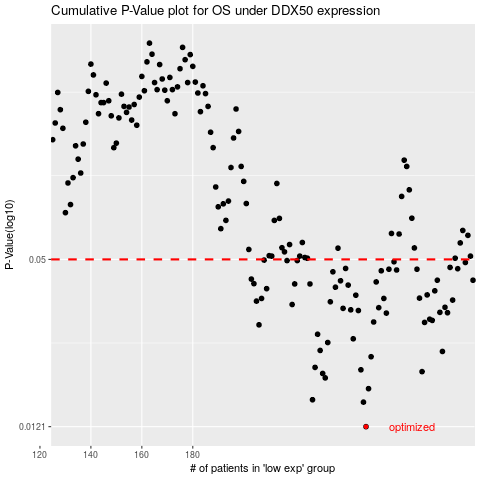 Cumulative P-Value plot for OS under DDX50 expression
P-Value(log10)
0.05
0.0121
optimized
120 140 160 180
# of patients in 'low exp' group